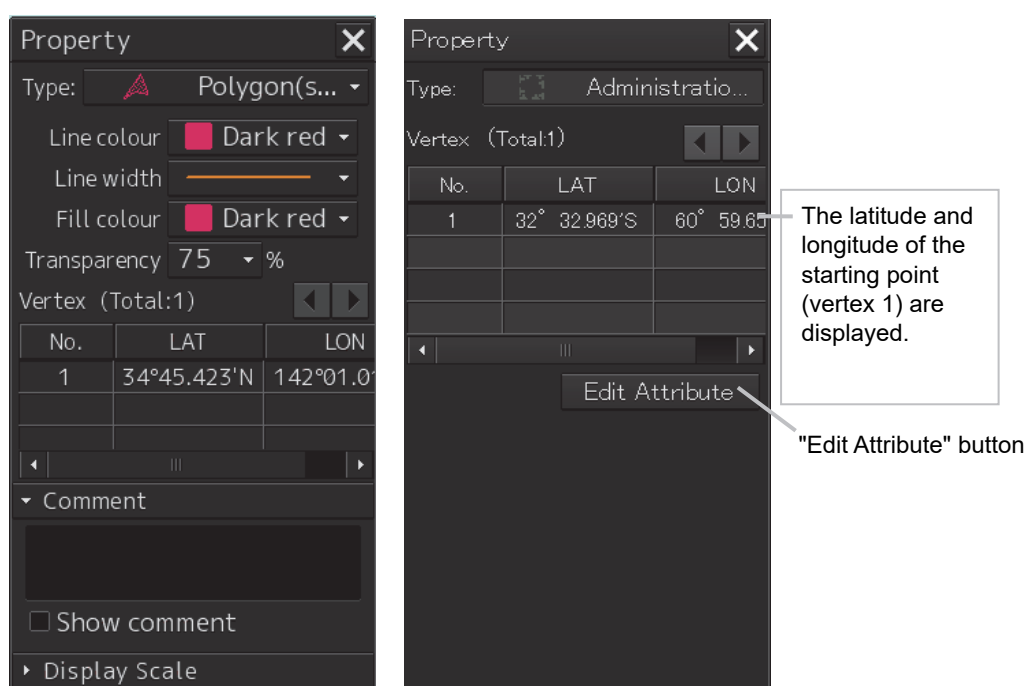 Property
Type: Polygon(s...
Line colour Dark red
Line width
Fill colour Dark red
Transparency 75 %
Vertex (Total:1)
No. LAT LON
1 34°45.423'N 142°01.0
Comment
Show comment
Display Scale
Property
Type: Administratio...
Vertex (Total:1)
No. LAT LON
1 32° 32.969'S 60° 59.65
Edit Attribute
The latitude and
longitude of the
starting point
(vertex 1) are
displayed.
"Edit Attribute" button